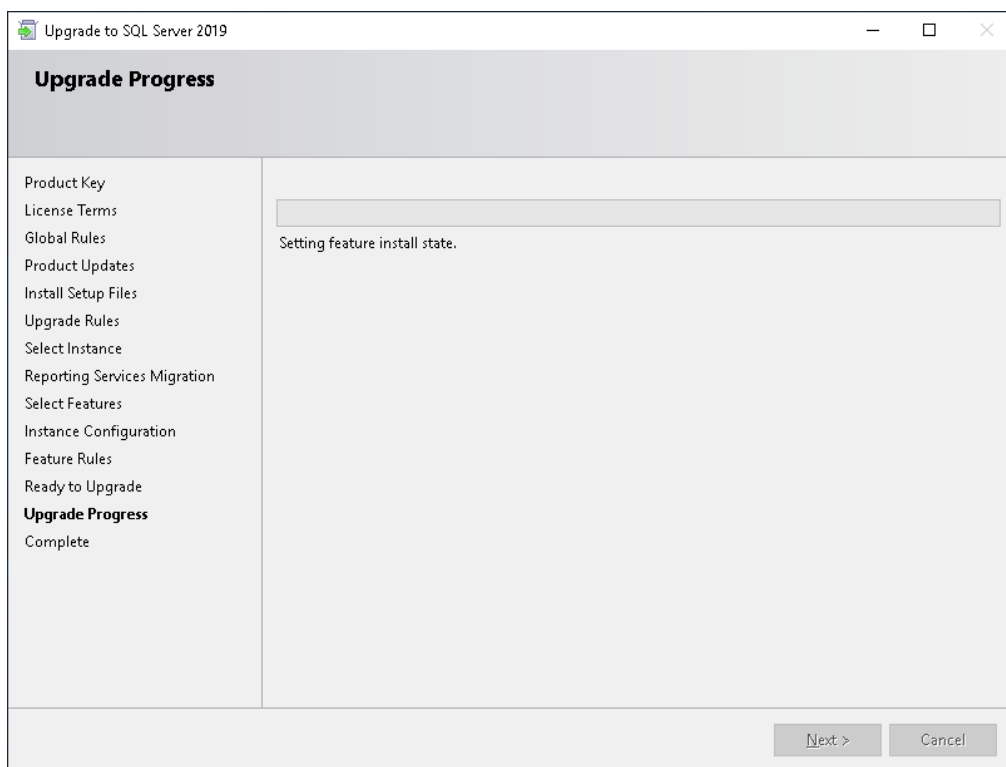 Upgrade to SQL Server 2019
Upgrade Progress
Product Key
License Terms
Global Rules
Product Updates
Install Setup Files
Upgrade Rules
Select Instance
Reporting Services Migration
Select Features
Instance Configuration
Feature Rules
Ready to Upgrade
Upgrade Progress
Complete
Setting feature install state.
Next >
Cancel